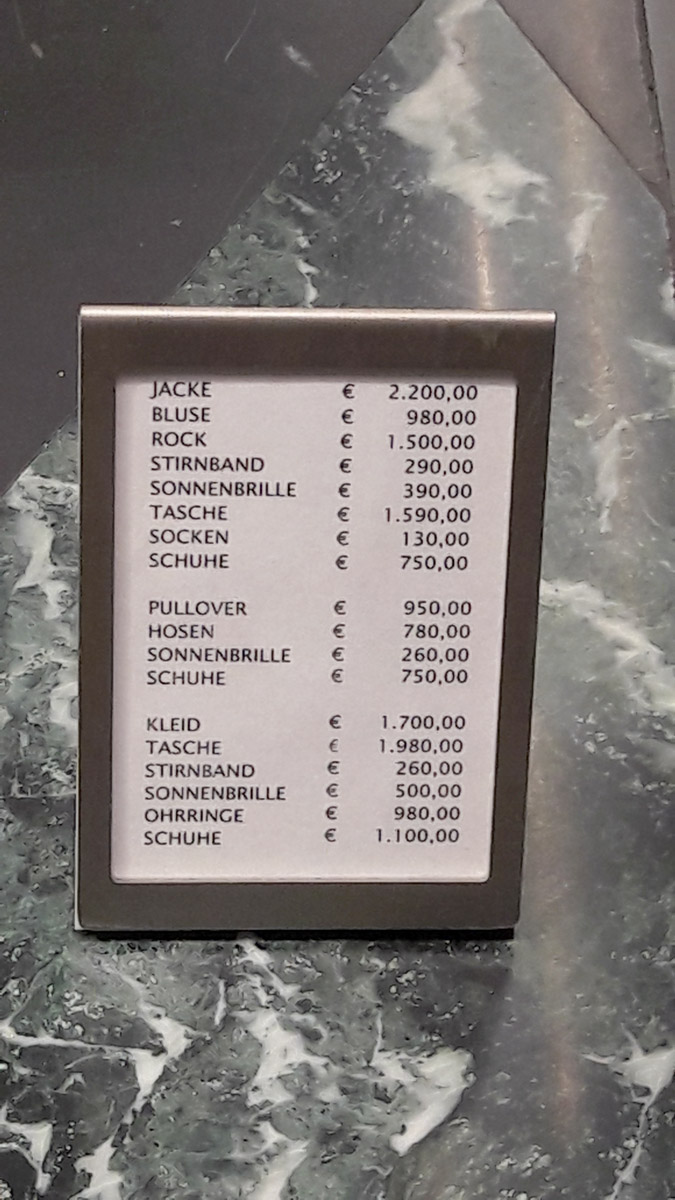 JACKE € 2.200,00
BLUSE € 980,00
ROCK € 1.500,00
STIRNBAND € 290,00
SONNENBRILLE € 390,00
TASCHE € 1.590,00
SOCKEN € 130,00
SCHUHE € 750,00
PULLOVER € 950,00
HOSEN € 780,00
SONNENBRILLE € 260,00
SCHUHE € 750,00
KLEID € 1.700,00
TASCHE € 1.980,00
STIRNBAND € 260,00
SONNENBRILLE € 500,00
OHRRINGE € 980,00
SCHUHE € 1.100,00